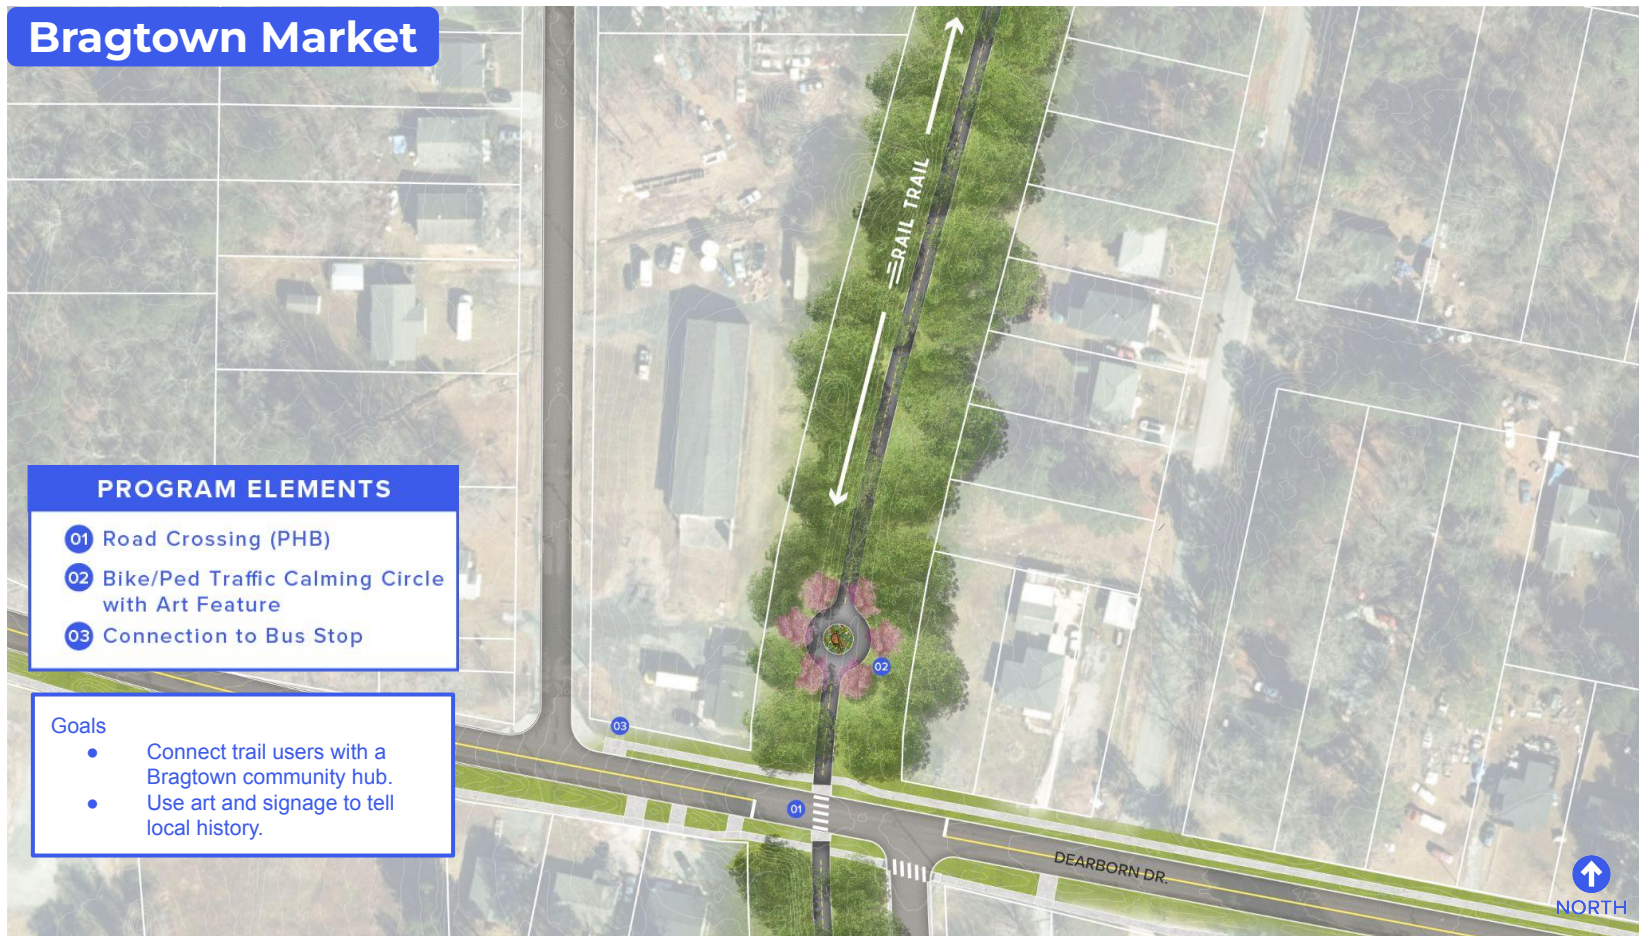 Bragtown Market
RAIL TRAIL
PROGRAM ELEMENTS
01 Road Crossing (PHB)
02 Bike/Ped Traffic Calming Circle
with Art Feature
03 Connection to Bus Stop
02
03
Goals
● Connect trail users with a
Bragtown community hub.
● Use art and signage to tell
local history.
01
DEARBORN DR.
NORTH